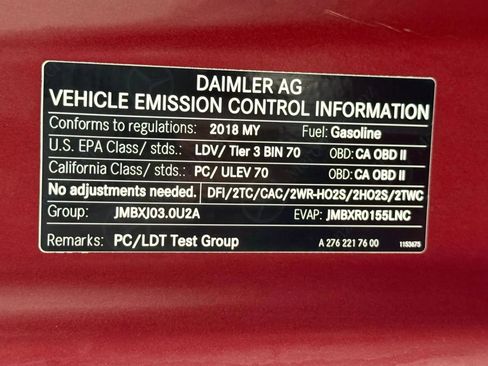 DAIMLER AG
VEHICLE EMISSION CONTROL INFORMATION
Conforms to regulations: 2018 MY Fuel: Gasoline
U.S. EPA Class/ stds.: LDV/ Tier 3 BIN 70 OBD: CA OBD II
California Class/ stds.: PC/ ULEV 70 OBD: CA OBD II
No adjustments needed. DFI/2TC/CAC/2WR-HO2S/2HO2S/2TWC
Group: JMBXJ03.0U2A EVAP: JMBXR0155LNC
Remarks: PC/LDT Test Group A 276 221 76 00 1153675